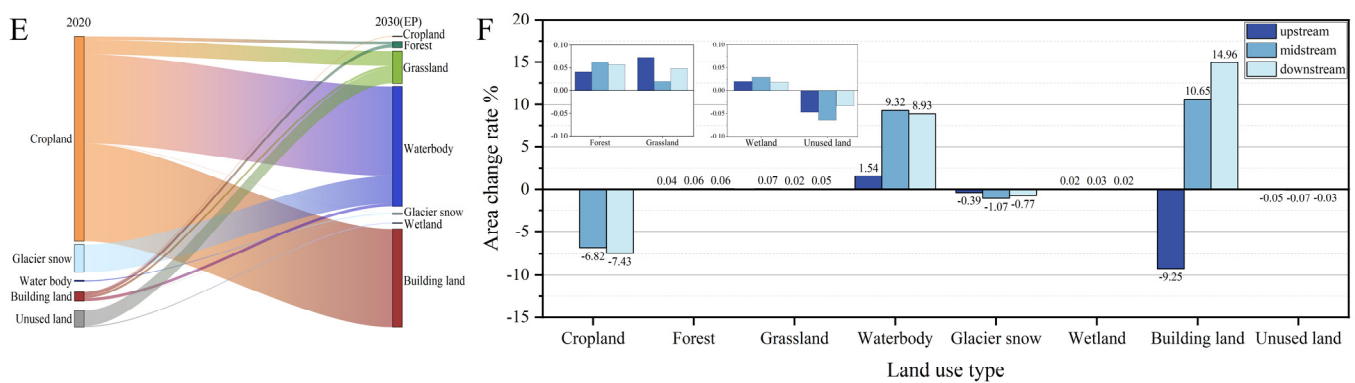 E
2020
2030(EP)
Cropland
Glacier snow
Water body
Building land
Unused land
Cropland
Forest
Grassland
Waterbody
Glacier snow
Wetland
Building land
F
Area change rate %
20
15
10
5
0
-5
-10
-15
upstream
midstream
downstream
0.10
0.05
0.00
-0.05
-0.10
Forest Grassland
0.10
0.05
0.00
-0.05
-0.10
Wetland Unused land
-6.82 -7.43
0.04 0.06 0.06
0.07 0.02 0.05
1.54 9.32 8.93
-0.39 -1.07 -0.77
0.02 0.03 0.02
-9.25 10.65 14.96
-0.05 -0.07 -0.03
Cropland Forest Grassland Waterbody Glacier snow Wetland Building land Unused land
Land use type